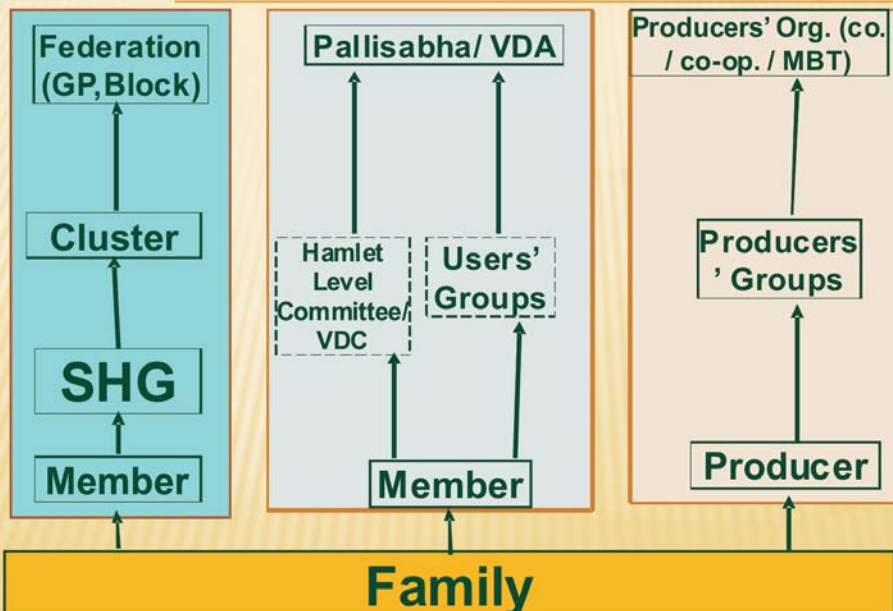 Federation
(GP,Block)
Cluster
SHG
Member
Pallisabha/ VDA
Hamlet
Level
Committee/
VDC
Users’
Groups
Member
Producers’ Org. (co.
/ co-op. / MBT)
Producers
’ Groups
Producer
Family